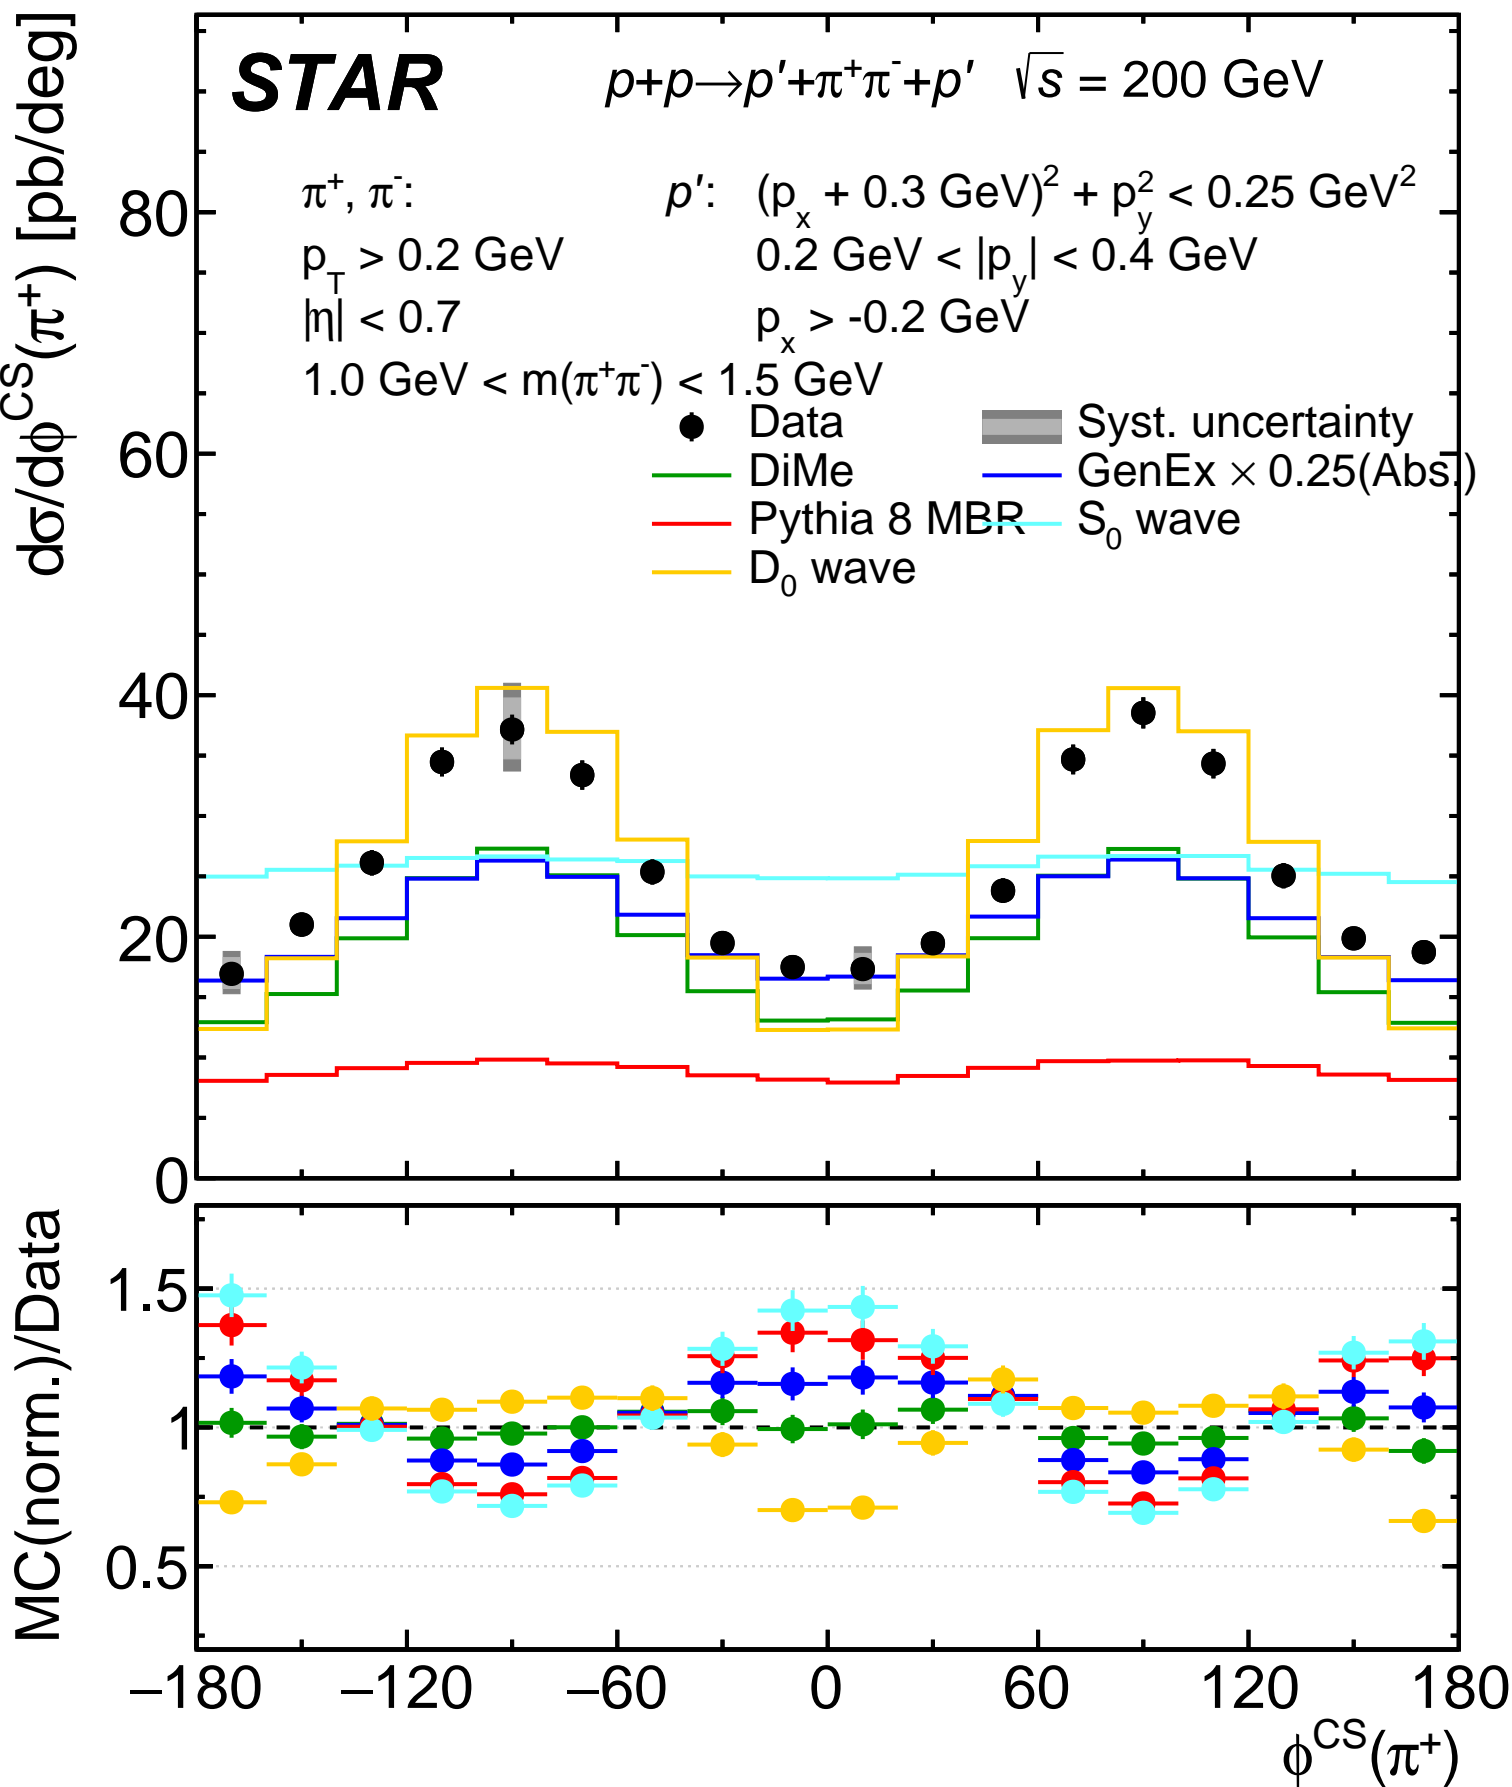 STAR p+p→p′+π⁺π⁻+p′ √s = 200 GeV
π⁺, π⁻: p′: (pₓ + 0.3 GeV)² + p_y² < 0.25 GeV²
p_T > 0.2 GeV 0.2 GeV < |p_y| < 0.4 GeV
|η| < 0.7 pₓ > -0.2 GeV
1.0 GeV < m(π⁺π⁻) < 1.5 GeV
Data Syst. uncertainty
DiMe GenEx × 0.25(Abs.)
Pythia 8 MBR S₀ wave
D₀ wave
dσ/dϕ^CS(π⁺) [pb/deg]
80
60
40
20
0
MC(norm.)/Data
1.5
1
0.5
−180 −120 −60 0 60 120 180
ϕ^CS(π⁺)